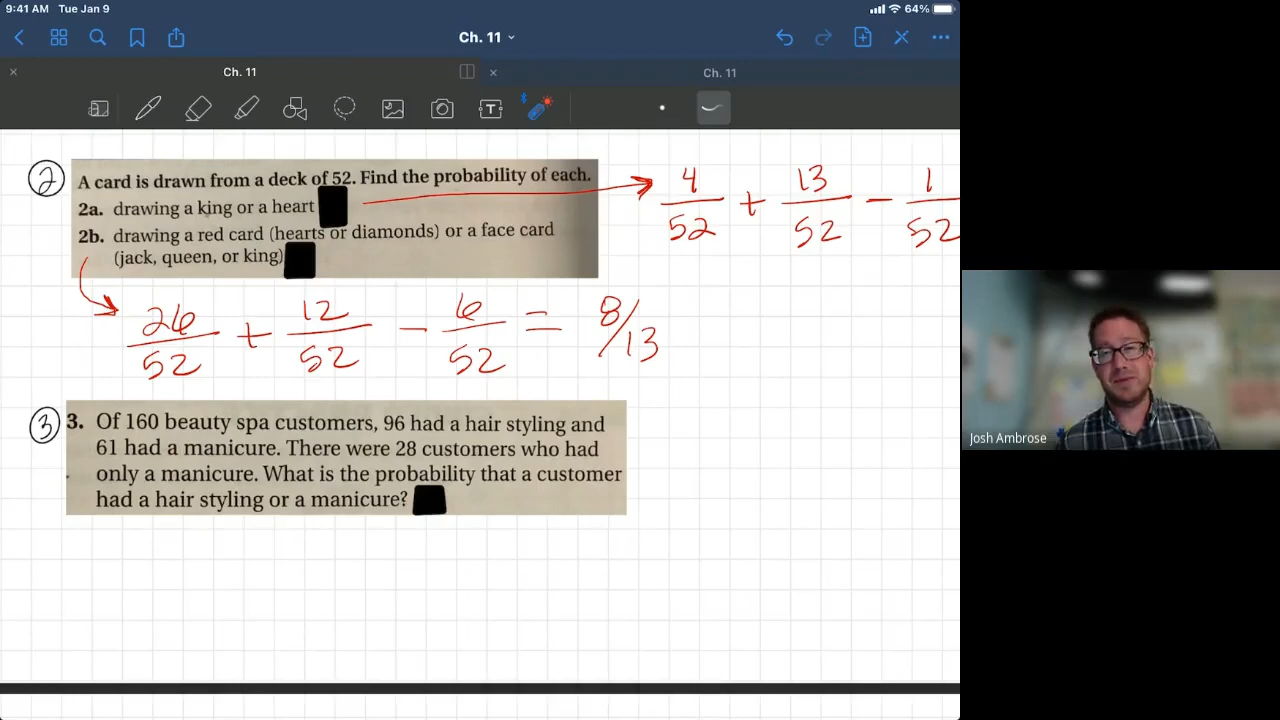 9:41 AM Tue Jan 9
64%
Ch. 11
Ch. 11
Ch. 11
T
2
A card is drawn from a deck of 52. Find the probability of each.
2a. drawing a king or a heart
2b. drawing a red card (hearts or diamonds) or a face card
(jack, queen, or king)
4/52 + 13/52 - 1/52
26/52 + 12/52 - 6/52 = 8/13
3
3. Of 160 beauty spa customers, 96 had a hair styling and
61 had a manicure. There were 28 customers who had
only a manicure. What is the probability that a customer
had a hair styling or a manicure?
Josh Ambrose